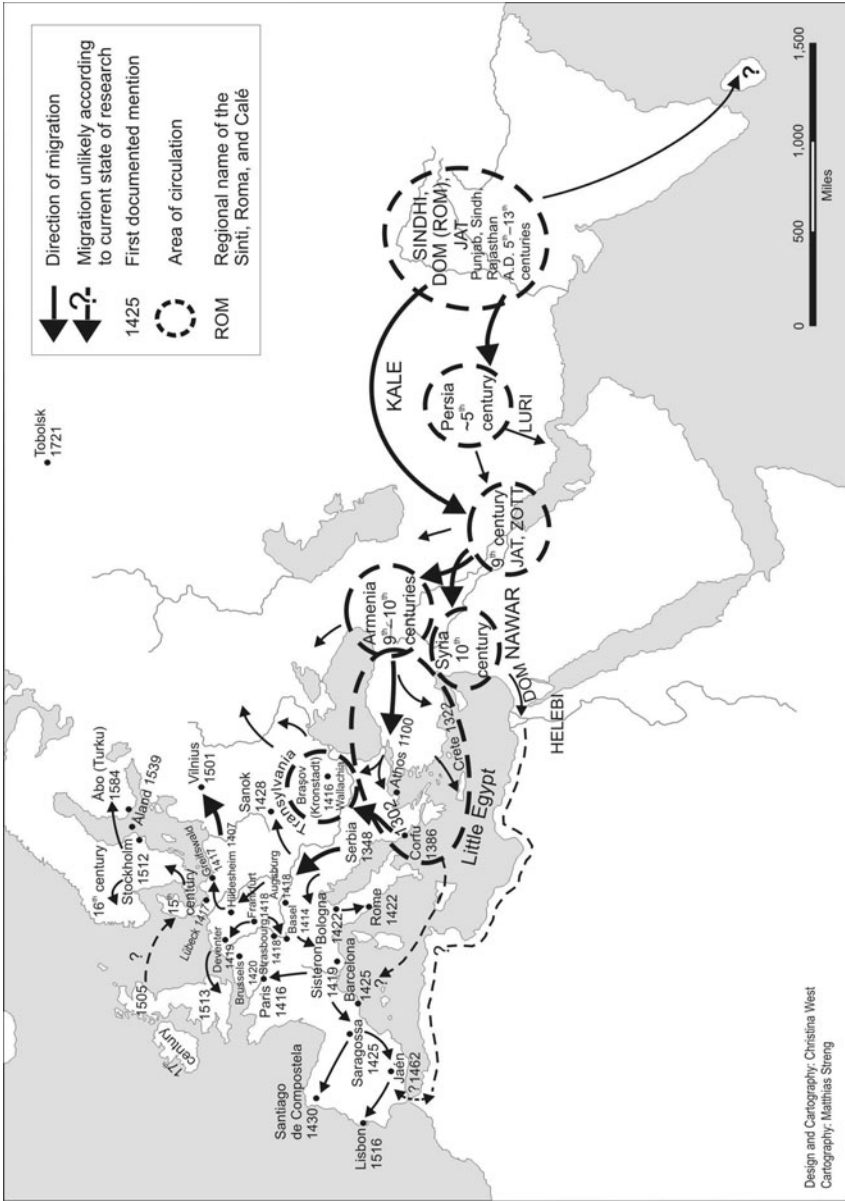 Direction of migration
Migration unlikely according
to current state of research
?
1425
First documented mention
Area of circulation
ROM
Regional name of the
Sinti, Roma, and Calé
Tobolsk
1721
16th century
Stockholm
1512
Åbo (Turku)
1584
Åland 1539
15th
century
1505
?
17th
century
1513
Vilnius
1501
Lübeck 1417
Greifswald
1411
Hildesheim 1407
Deventer
1419
Frankfurt
1418
Brussels
1420
Strasbourg
1418
Augsburg
1418
Basel
1414
Paris
1416
Sanok
1428
Transylvania
Braşov
(Kronstadt)
1416
Wallachia
Sisteron
1419
Bologna
1422
Rome
1422
Barcelona
1425
Saragossa
1425
Santiago
de Compostela
1430
Lisbon
1516
Jaén
1462
?
?
?
Serbia
1348
Corfu
1386
Athos 1100
Crete 1322
Little Egypt
Armenia
9th–10th
centuries
Syria
10th
century
DOM NAWAR
HELEBI
9th century
JAT, ZOTT
Persia
~5th
century
LURI
KALE
SINDHI,
DOM (ROM),
JAT
Punjab, Sindh,
Rajasthan
A.D. 5th–13th
centuries
?
0
500
1,000
1,500
Miles
Design and Cartography: Christina West
Cartography: Matthias Streng